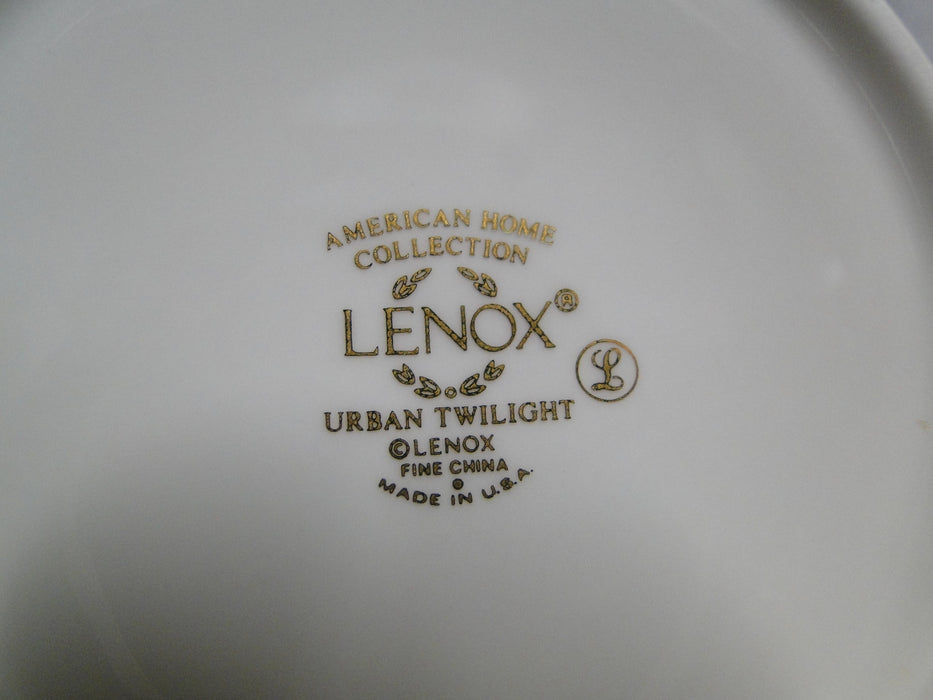 AMERICAN HOME
COLLECTION
LENOX®
L
URBAN TWILIGHT
©LENOX
FINE CHINA
MADE IN U.S.A.